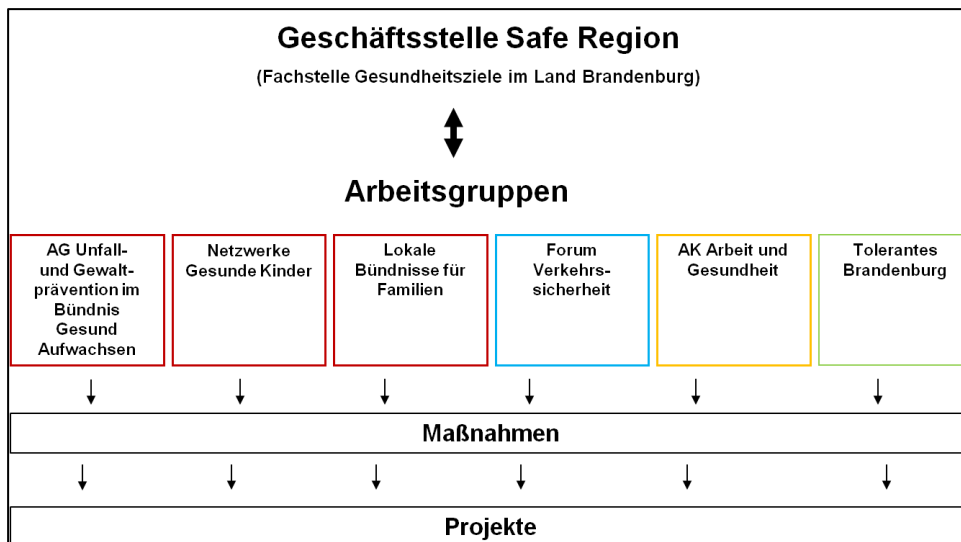 Geschäftsstelle Safe Region
(Fachstelle Gesundheitsziele im Land Brandenburg)
Arbeitsgruppen
AG Unfall-
und Gewalt-
prävention im
Bündnis
Gesund
Aufwachsen
Netzwerke
Gesunde Kinder
Lokale
Bündnisse für
Familien
Forum
Verkehrs-
sicherheit
AK Arbeit und
Gesundheit
Tolerantes
Brandenburg
Maßnahmen
Projekte